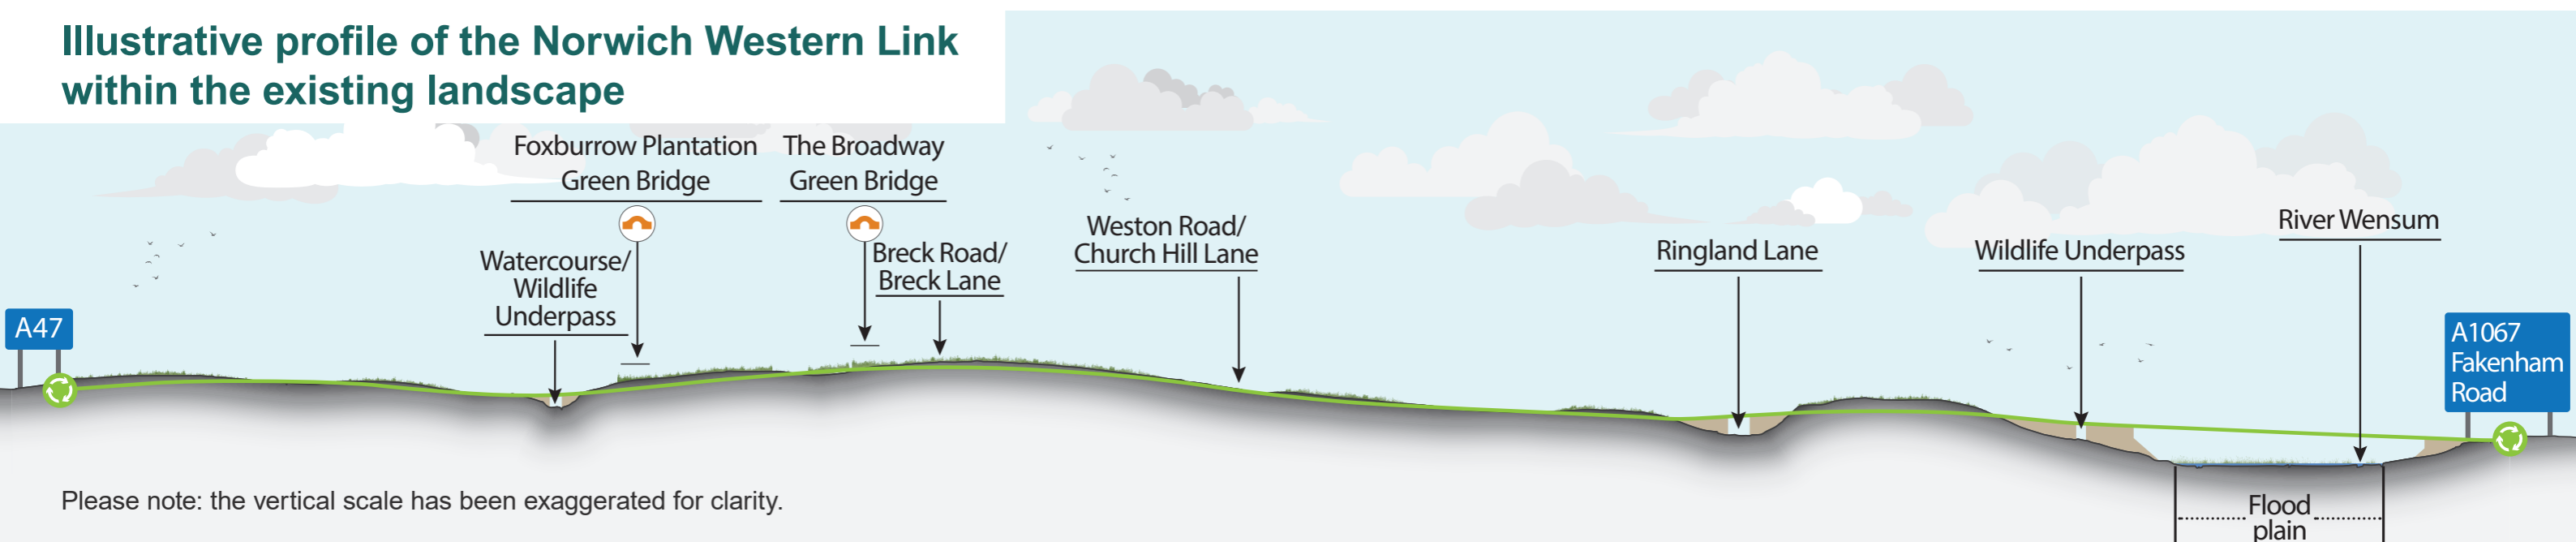 Illustrative profile of the Norwich Western Link
within the existing landscape
Foxburrow Plantation
Green Bridge
The Broadway
Green Bridge
Watercourse/
Wildlife
Underpass
Breck Road/
Breck Lane
Weston Road/
Church Hill Lane
Ringland Lane
Wildlife Underpass
River Wensum
A47
A1067
Fakenham
Road
Please note: the vertical scale has been exaggerated for clarity.
Flood
plain